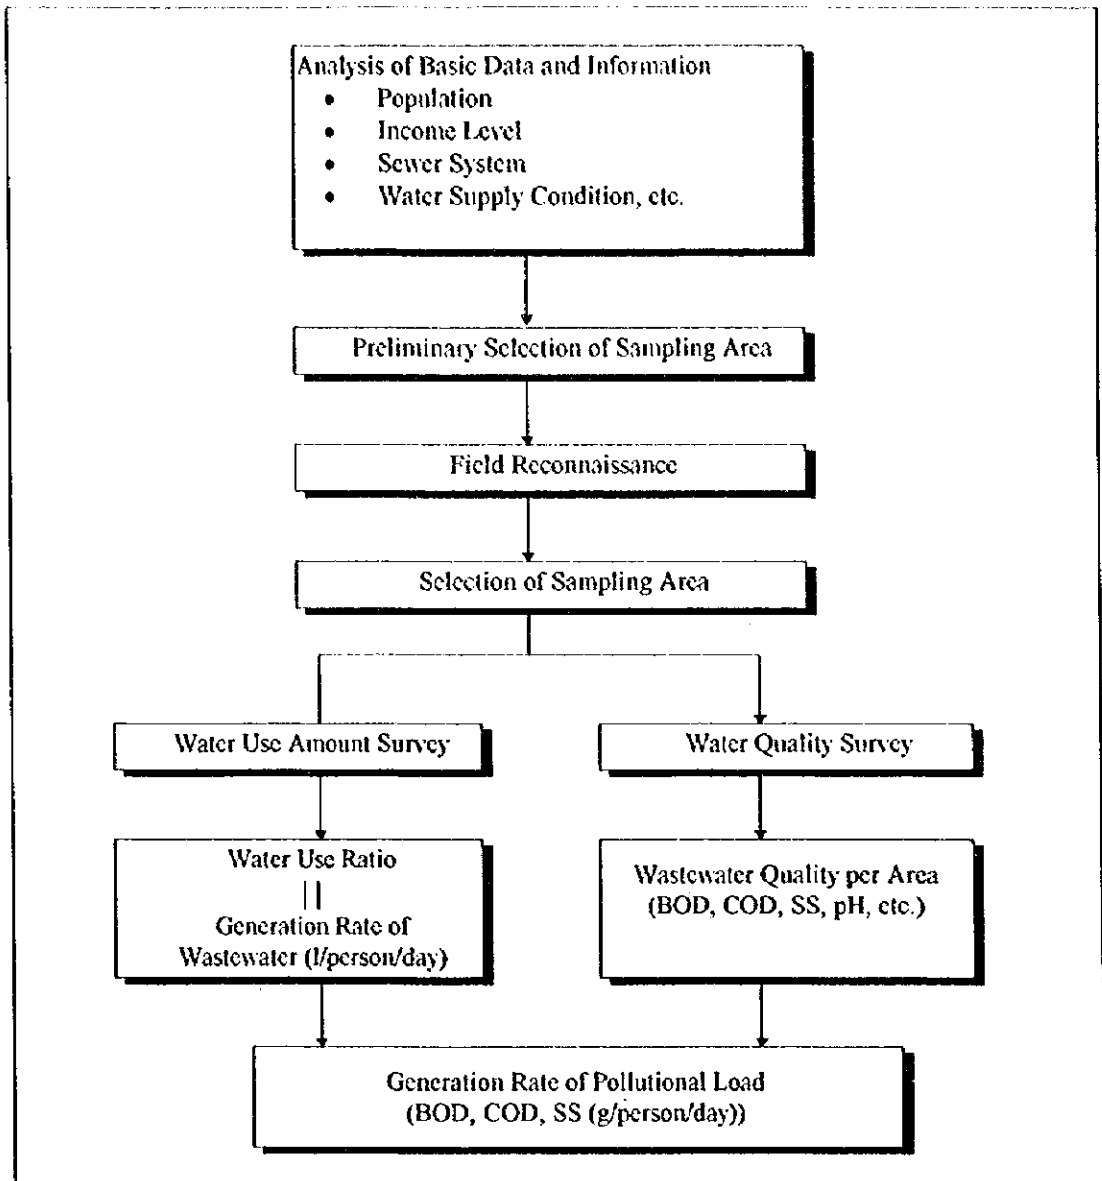 Analysis of Basic Data and Information
• Population
• Income Level
• Sewer System
• Water Supply Condition, etc.
Preliminary Selection of Sampling Area
Field Reconnaissance
Selection of Sampling Area
Water Use Amount Survey
Water Use Ratio
||
Generation Rate of
Wastewater (l/person/day)
Water Quality Survey
Wastewater Quality per Area
(BOD, COD, SS, pH, etc.)
Generation Rate of Pollutional Load
(BOD, COD, SS (g/person/day))